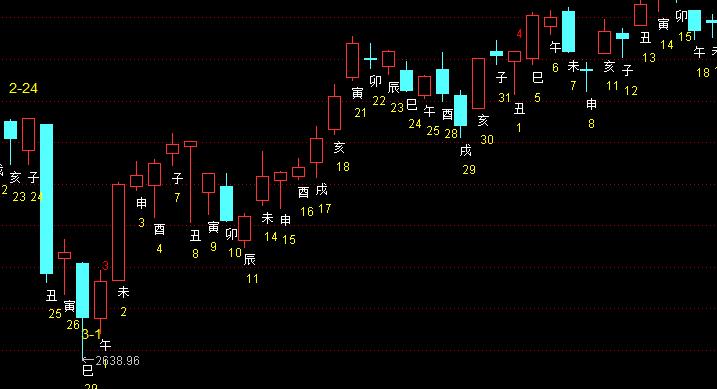 2-24
2
亥
23
子
24
丑
25
寅
26
3-1
巳
29
←2638.96
3
午
1
未
2
申
3
酉
4
子
7
丑
8
寅
9
卯
10
辰
11
未
14
申
15
酉
16
戌
17
亥
18
寅
21
卯
22
辰
23
巳
24
午
25
酉
28
戌
29
亥
30
子
31
4
丑
1
巳
5
午
6
未
7
申
8
亥
11
子
12
丑
13
寅
14
卯
15
午
18